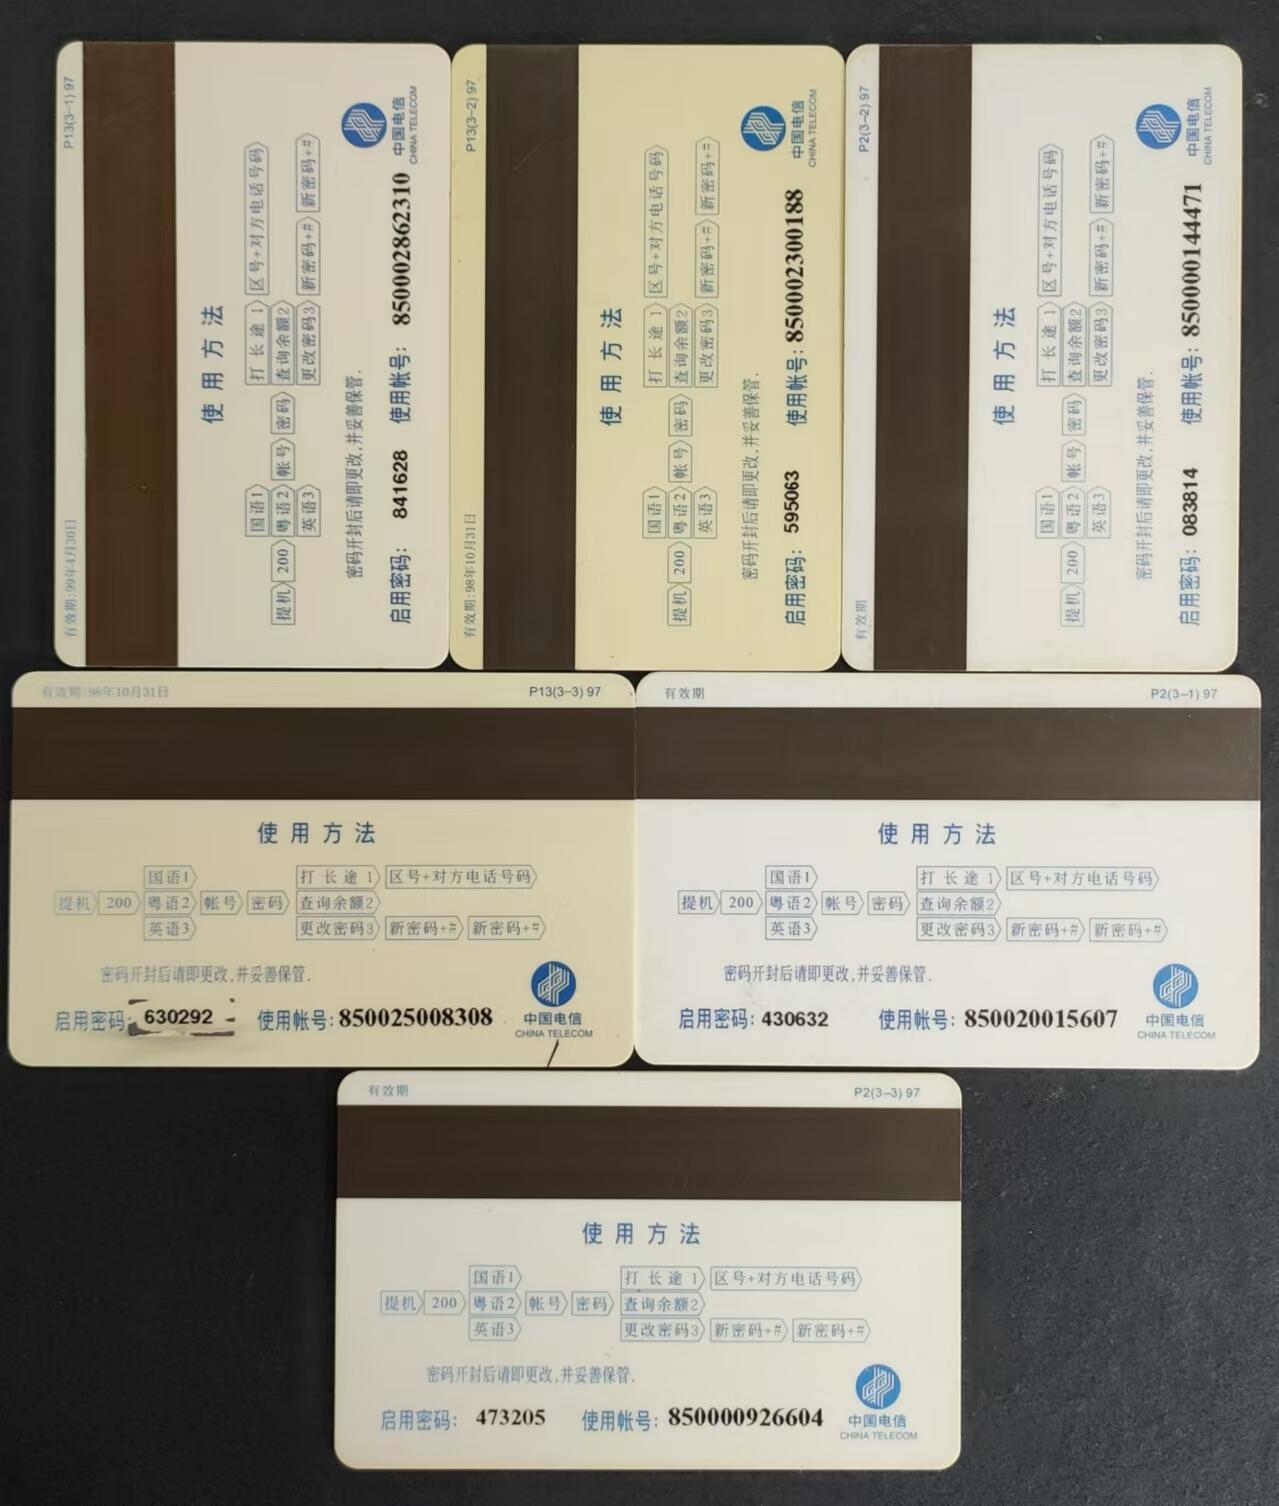 有效期:99年4月30日 P13(3-1) 97
使用方法
国语1 打长途1 区号+对方电话号码
提机 200 粤语2 帐号 密码 查询余额2
英语3 更改密码3 新密码+# 新密码+#
密码开封后请即更改,并妥善保管.
启用密码: 841628 使用帐号: 850002862310
中国电信
CHINA TELECOM
有效期:98年10月31日 P13(3-2) 97
使用方法
国语1 打长途1 区号+对方电话号码
提机 200 粤语2 帐号 密码 查询余额2
英语3 更改密码3 新密码+# 新密码+#
密码开封后请即更改,并妥善保管.
启用密码: 595063 使用帐号: 850002300188
中国电信
CHINA TELECOM
有效期 P2(3-2) 97
使用方法
国语1 打长途1 区号+对方电话号码
提机 200 粤语2 帐号 密码 查询余额2
英语3 更改密码3 新密码+# 新密码+#
密码开封后请即更改,并妥善保管.
启用密码: 083814 使用帐号: 850000144471
中国电信
CHINA TELECOM
有效期:98年10月31日 P13(3-3) 97
使用方法
国语1 打长途1 区号+对方电话号码
提机 200 粤语2 帐号 密码 查询余额2
英语3 更改密码3 新密码+# 新密码+#
密码开封后请即更改,并妥善保管.
启用密码: 630292 使用帐号: 850025008308
中国电信
CHINA TELECOM
有效期 P2(3-1) 97
使用方法
国语1 打长途1 区号+对方电话号码
提机 200 粤语2 帐号 密码 查询余额2
英语3 更改密码3 新密码+# 新密码+#
密码开封后请即更改,并妥善保管.
启用密码: 430632 使用帐号: 850020015607
中国电信
CHINA TELECOM
有效期 P2(3-3) 97
使用方法
国语1 打长途1 区号+对方电话号码
提机 200 粤语2 帐号 密码 查询余额2
英语3 更改密码3 新密码+# 新密码+#
密码开封后请即更改,并妥善保管.
启用密码: 473205 使用帐号: 850000926604
中国电信
CHINA TELECOM